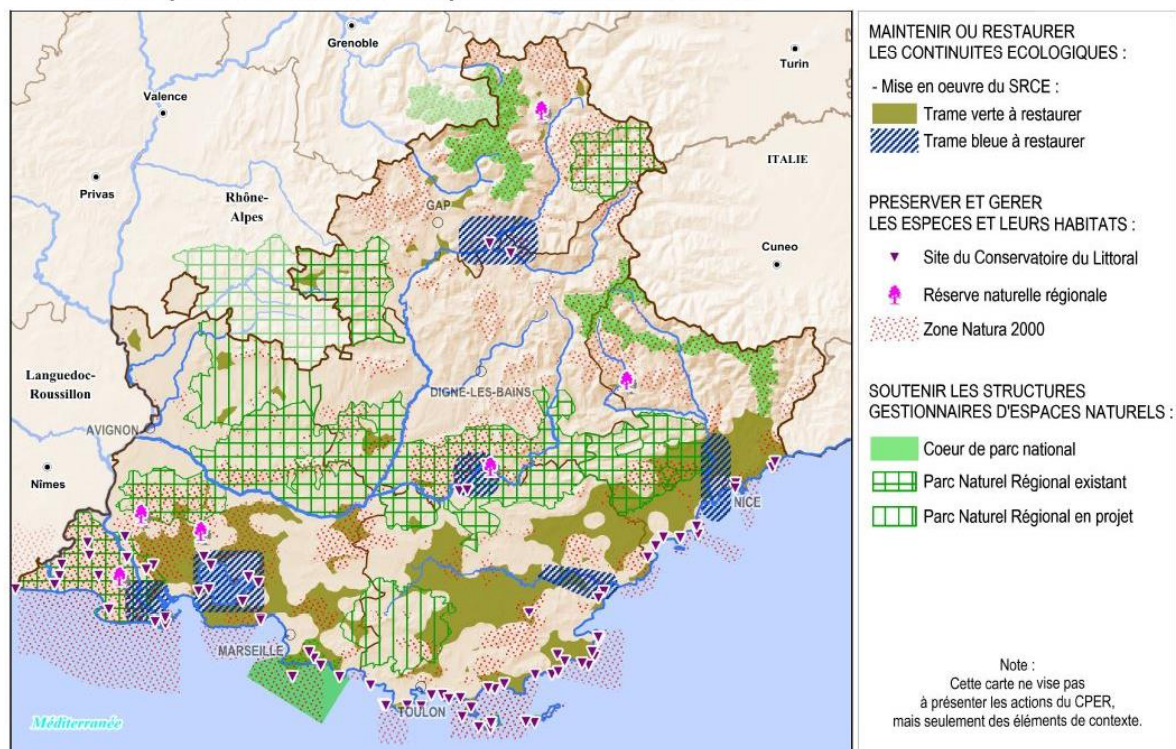 Grenoble
Turin
Valence
ITALIE
Privas
Rhône-
Alpes
GAP
Cuneo
Languedoc-
Roussillon
DIGNE-LES-BAINS
AVIGNON
Nîmes
NICE
MARSEILLE
TOULON
Méditerranée
MAINTENIR OU RESTAURER
LES CONTINUITES ECOLOGIQUES :
- Mise en oeuvre du SRCE :
Trame verte à restaurer
Trame bleue à restaurer
PRESERVER ET GERER
LES ESPECES ET LEURS HABITATS :
Site du Conservatoire du Littoral
Réserve naturelle régionale
Zone Natura 2000
SOUTENIR LES STRUCTURES
GESTIONNAIRES D'ESPACES NATURELS :
Coeur de parc national
Parc Naturel Régional existant
Parc Naturel Régional en projet
Note :
Cette carte ne vise pas
à présenter les actions du CPER,
mais seulement des éléments de contexte.